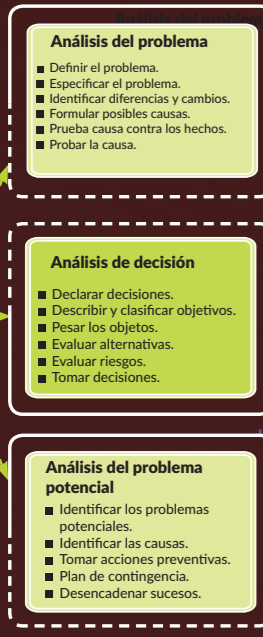 Análisis del problema
Análisis del problema
■ Definir el problema.
■ Especificar el problema.
■ Identificar diferencias y cambios.
■ Formular posibles causas.
■ Prueba causa contra los hechos.
■ Probar la causa.
Análisis de decisión
■ Declarar decisiones.
■ Describir y clasificar objetivos.
■ Pesar los objetos.
■ Evaluar alternativas.
■ Evaluar riesgos.
■ Tomar decisiones.
Análisis del problema
potencial
■ Identificar los problemas
potenciales.
■ Identificar las causas.
■ Tomar acciones preventivas.
■ Plan de contingencia.
■ Desencadenar sucesos.